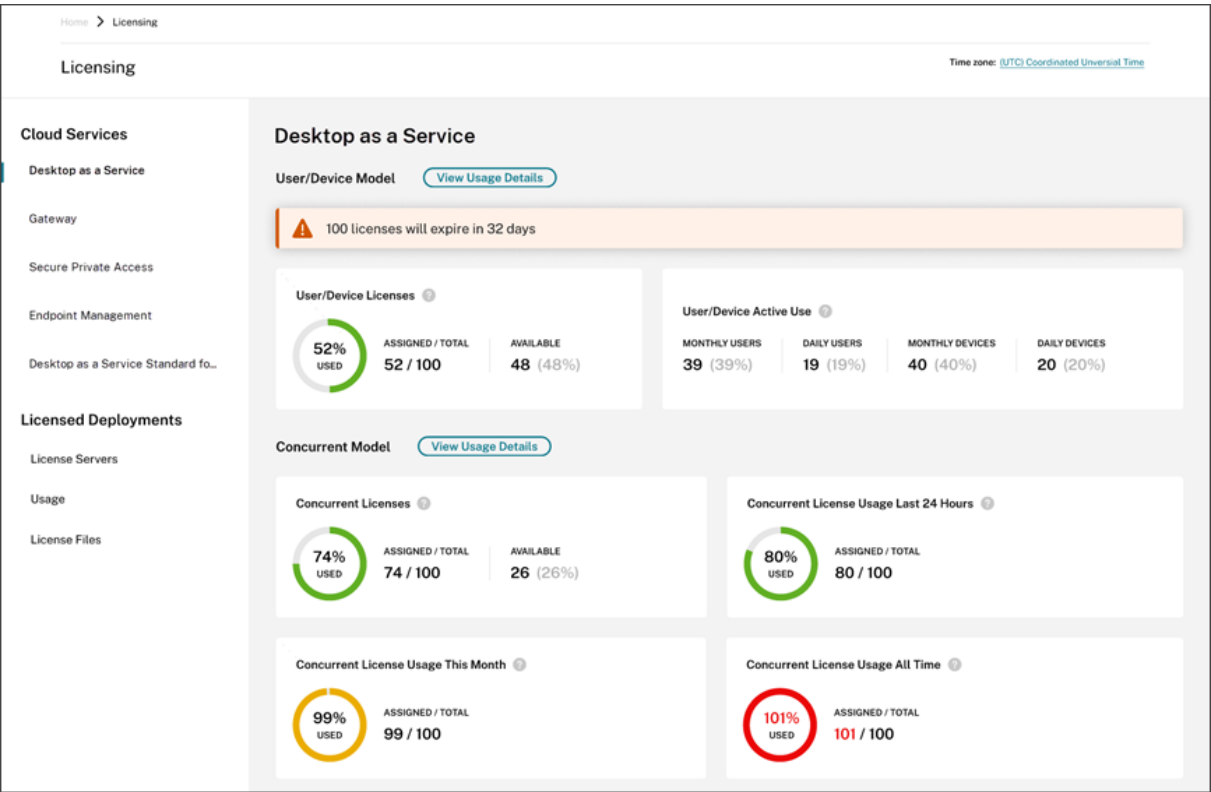 Home > Licensing
Licensing
Time zone: (UTC) Coordinated Unversial Time
Cloud Services
Desktop as a Service
Gateway
Secure Private Access
Endpoint Management
Desktop as a Service Standard fo...
Licensed Deployments
License Servers
Usage
License Files
Desktop as a Service
User/Device Model View Usage Details
100 licenses will expire in 32 days
User/Device Licenses ?
52% USED
ASSIGNED / TOTAL
52 / 100
AVAILABLE
48 (48%)
User/Device Active Use ?
MONTHLY USERS
39 (39%)
DAILY USERS
19 (19%)
MONTHLY DEVICES
40 (40%)
DAILY DEVICES
20 (20%)
Concurrent Model View Usage Details
Concurrent Licenses ?
74% USED
ASSIGNED / TOTAL
74 / 100
AVAILABLE
26 (26%)
Concurrent License Usage Last 24 Hours ?
80% USED
ASSIGNED / TOTAL
80 / 100
Concurrent License Usage This Month ?
99% USED
ASSIGNED / TOTAL
99 / 100
Concurrent License Usage All Time ?
101% USED
ASSIGNED / TOTAL
101 / 100